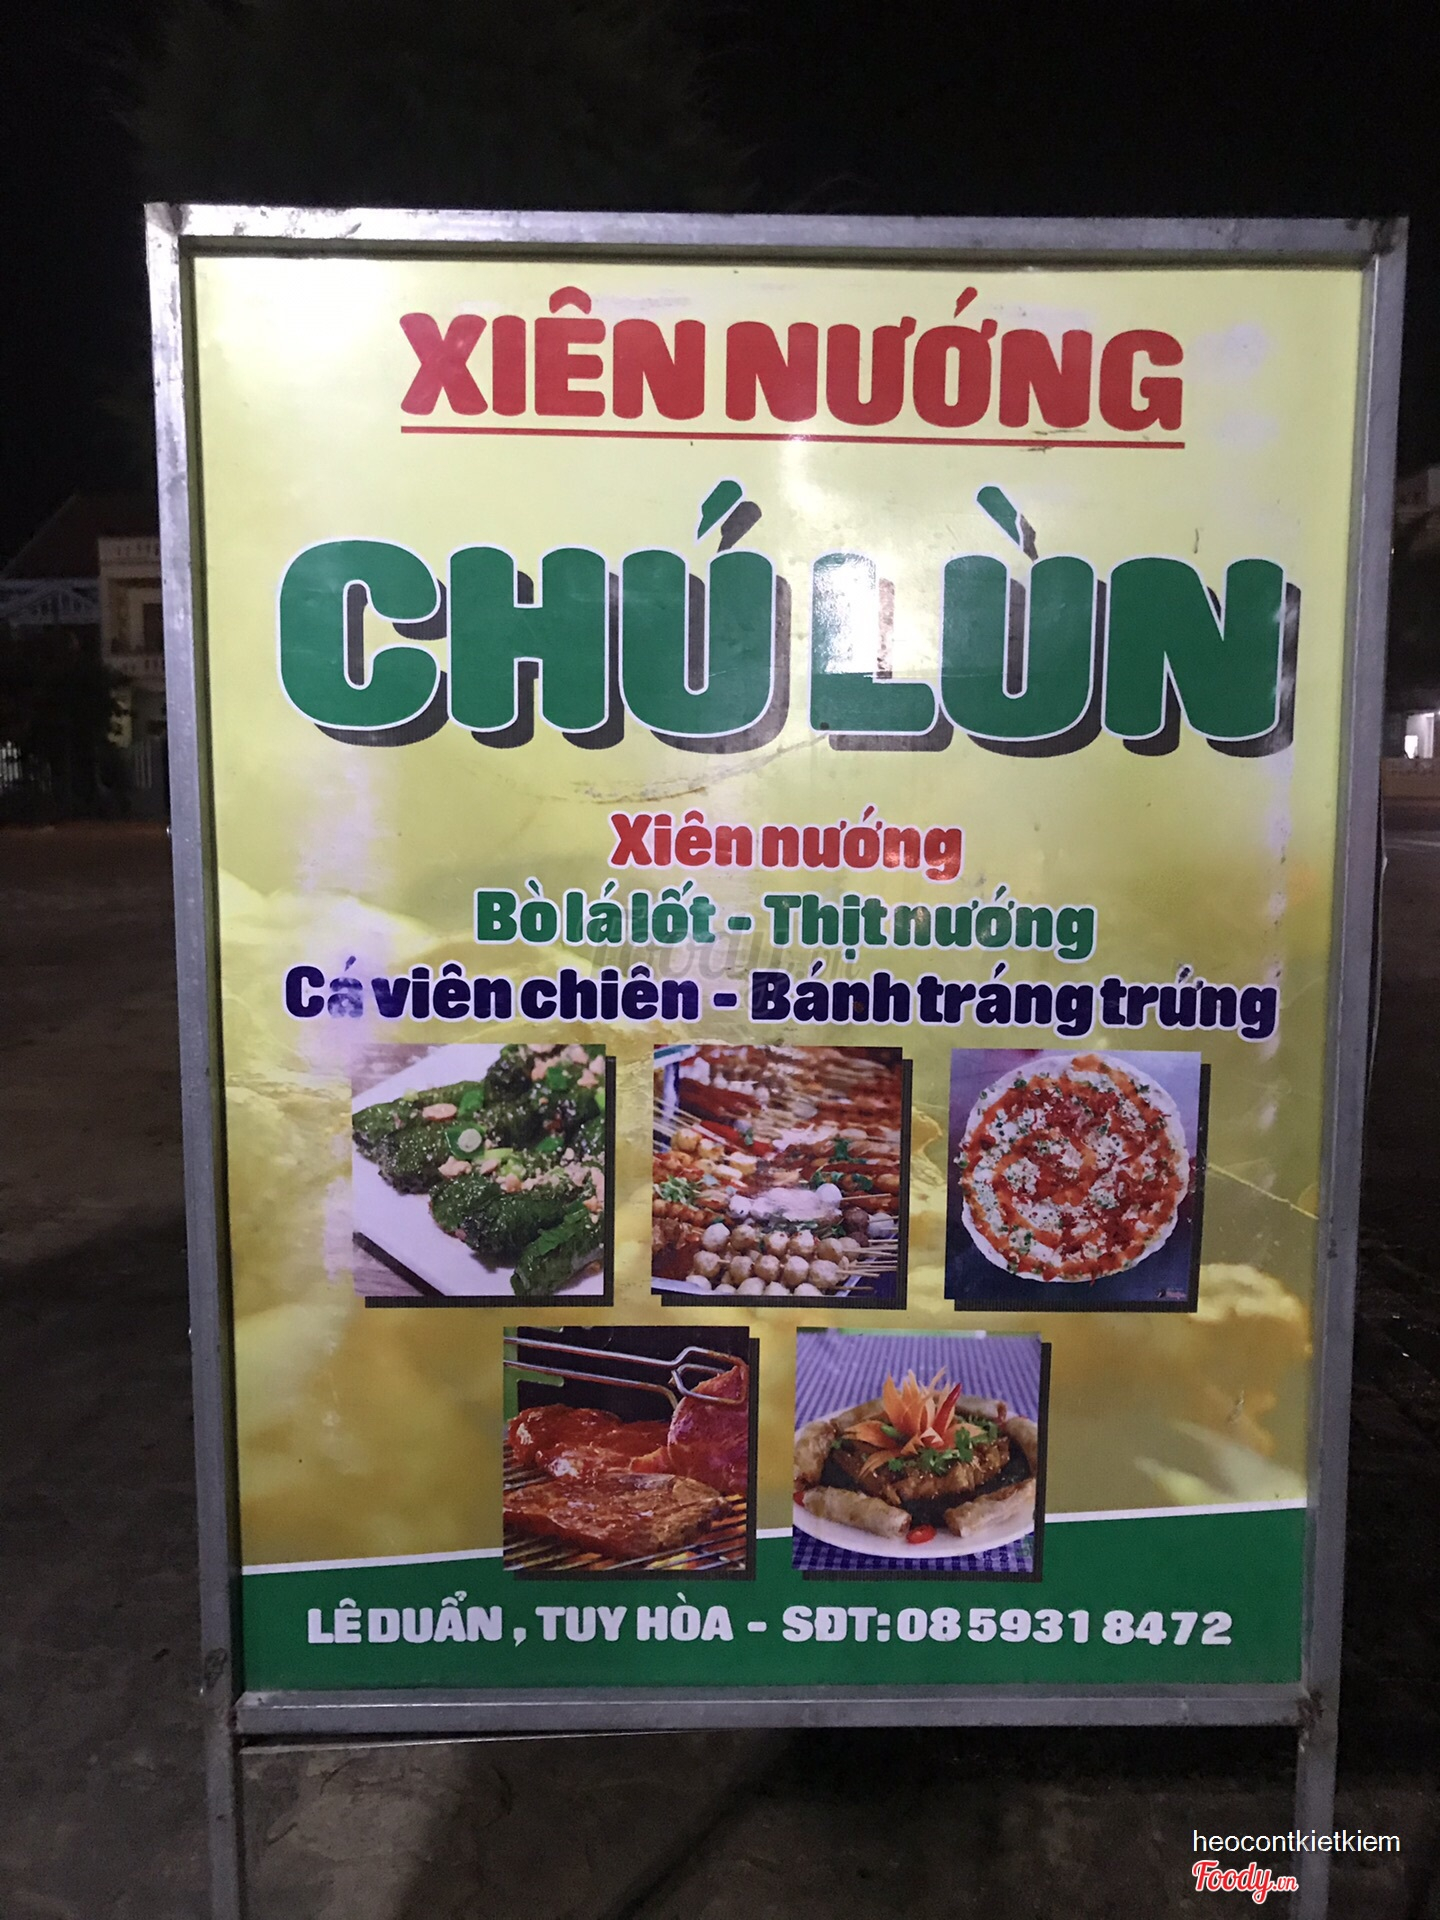 XIÊN NƯỚNG
CHÚ LÙN
Xiên nướng
Bò lá lốt - Thịt nướng
Cá viên chiên - Bánh tráng trứng
LÊ DUẨN , TUY HÒA - SĐT: 08 5931 8472
heocontkietkiem
Foody.vn